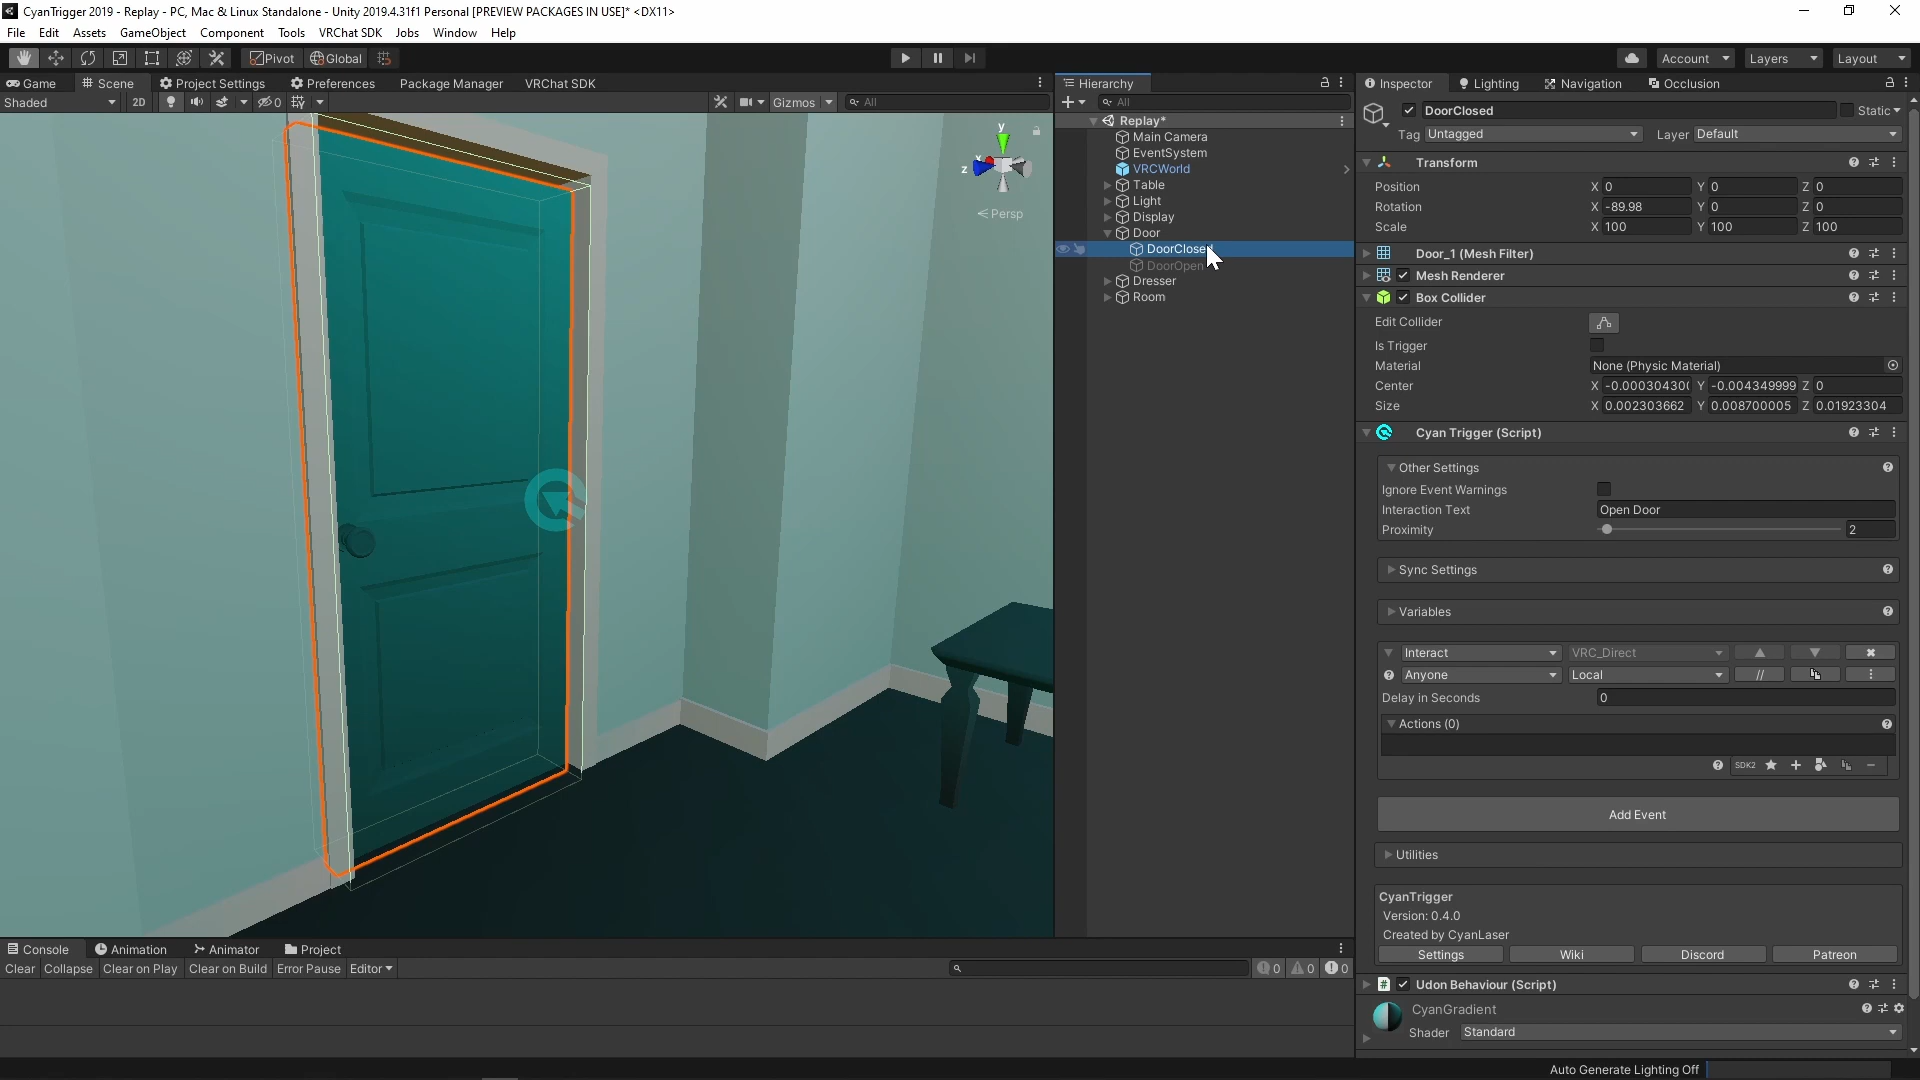 CyanTrigger 2019 - Replay - PC, Mac & Linux Standalone - Unity 2019.4.31f1 Personal [PREVIEW PACKAGES IN USE]* <DX11>
File Edit Assets GameObject Component Tools VRChat SDK Jobs Window Help
Pivot Global Account Layers Layout
Game Scene Project Settings Preferences Package Manager VRChat SDK
Shaded 2D 0 Gizmos All
y
z
Persp
Hierarchy
All
Replay*
Main Camera
EventSystem
VRCWorld
Table
Light
Display
Door
DoorClosed
DoorOpen
Dresser
Room
Inspector Lighting Navigation Occlusion
DoorClosed Static
Tag Untagged Layer Default
Transform
Position X 0 Y 0 Z 0
Rotation X -89.98 Y 0 Z 0
Scale X 100 Y 100 Z 100
Door_1 (Mesh Filter)
Mesh Renderer
Box Collider
Edit Collider
Is Trigger
Material None (Physic Material)
Center X -0.000304300 Y -0.004349999 Z 0
Size X 0.002303662 Y 0.008700005 Z 0.01923304
Cyan Trigger (Script)
Other Settings
Ignore Event Warnings
Interaction Text Open Door
Proximity 2
Sync Settings
Variables
Interact VRC_Direct
Anyone Local //
Delay in Seconds 0
Actions (0)
SDK2
Add Event
Utilities
CyanTrigger
Version: 0.4.0
Created by CyanLaser
Settings Wiki Discord Patreon
Udon Behaviour (Script)
CyanGradient
Shader Standard
Console Animation Animator Project
Clear Collapse Clear on Play Clear on Build Error Pause Editor 0 0 0
Auto Generate Lighting Off